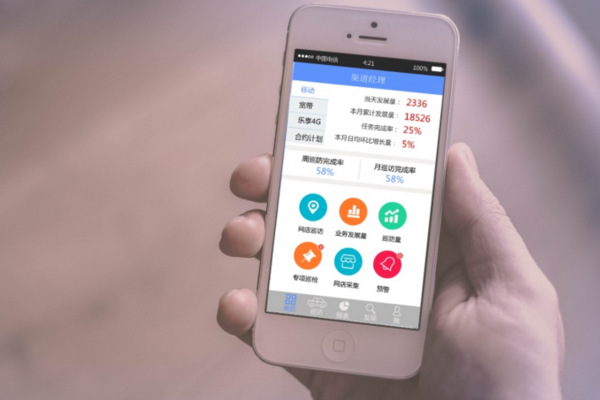 中国电信 4:21 100%
渠道经理
移动
宽带
乐享4G
合约计划
当天发展量： 2336
本月累计发展量： 18526
任务完成率： 25%
本月日均环比增长量： 5%
周巡访完成率 月巡访完成率
58% 58%
网店巡访 业务发展量 巡访量
专项巡检 网店采集 预警
巡访 报表 发现 我